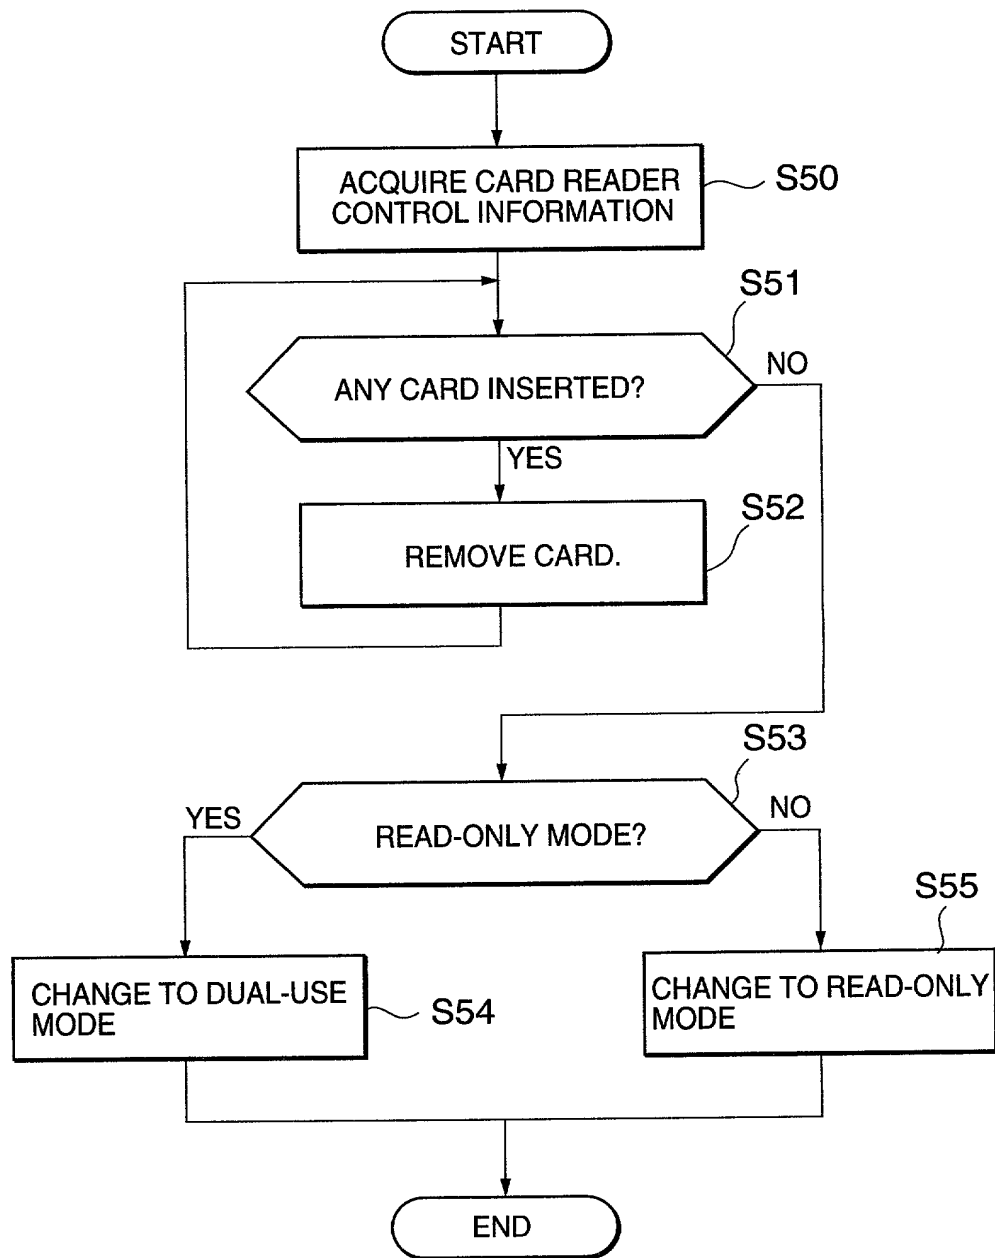 START
ACQUIRE CARD READER
CONTROL INFORMATION
S50
S51
ANY CARD INSERTED?
NO
YES
S52
REMOVE CARD.
S53
YES
READ-ONLY MODE?
NO
S55
CHANGE TO DUAL-USE
MODE
S54
CHANGE TO READ-ONLY
MODE
END